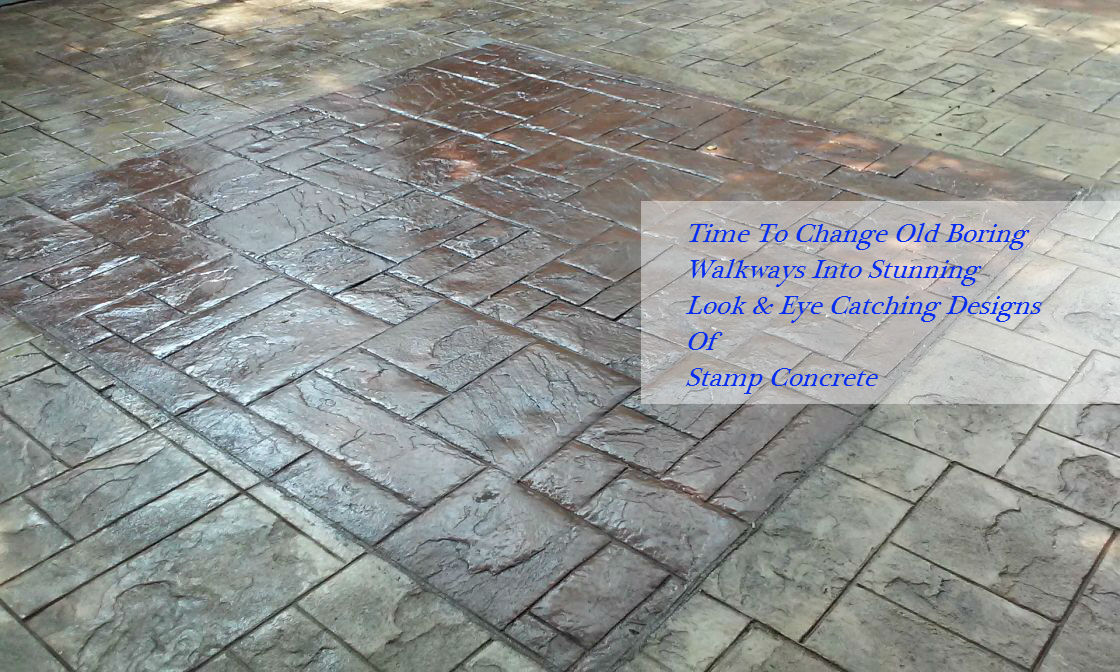 Time To Change Old Boring
Walkways Into Stunning
Look & Eye Catching Designs
Of
Stamp Concrete